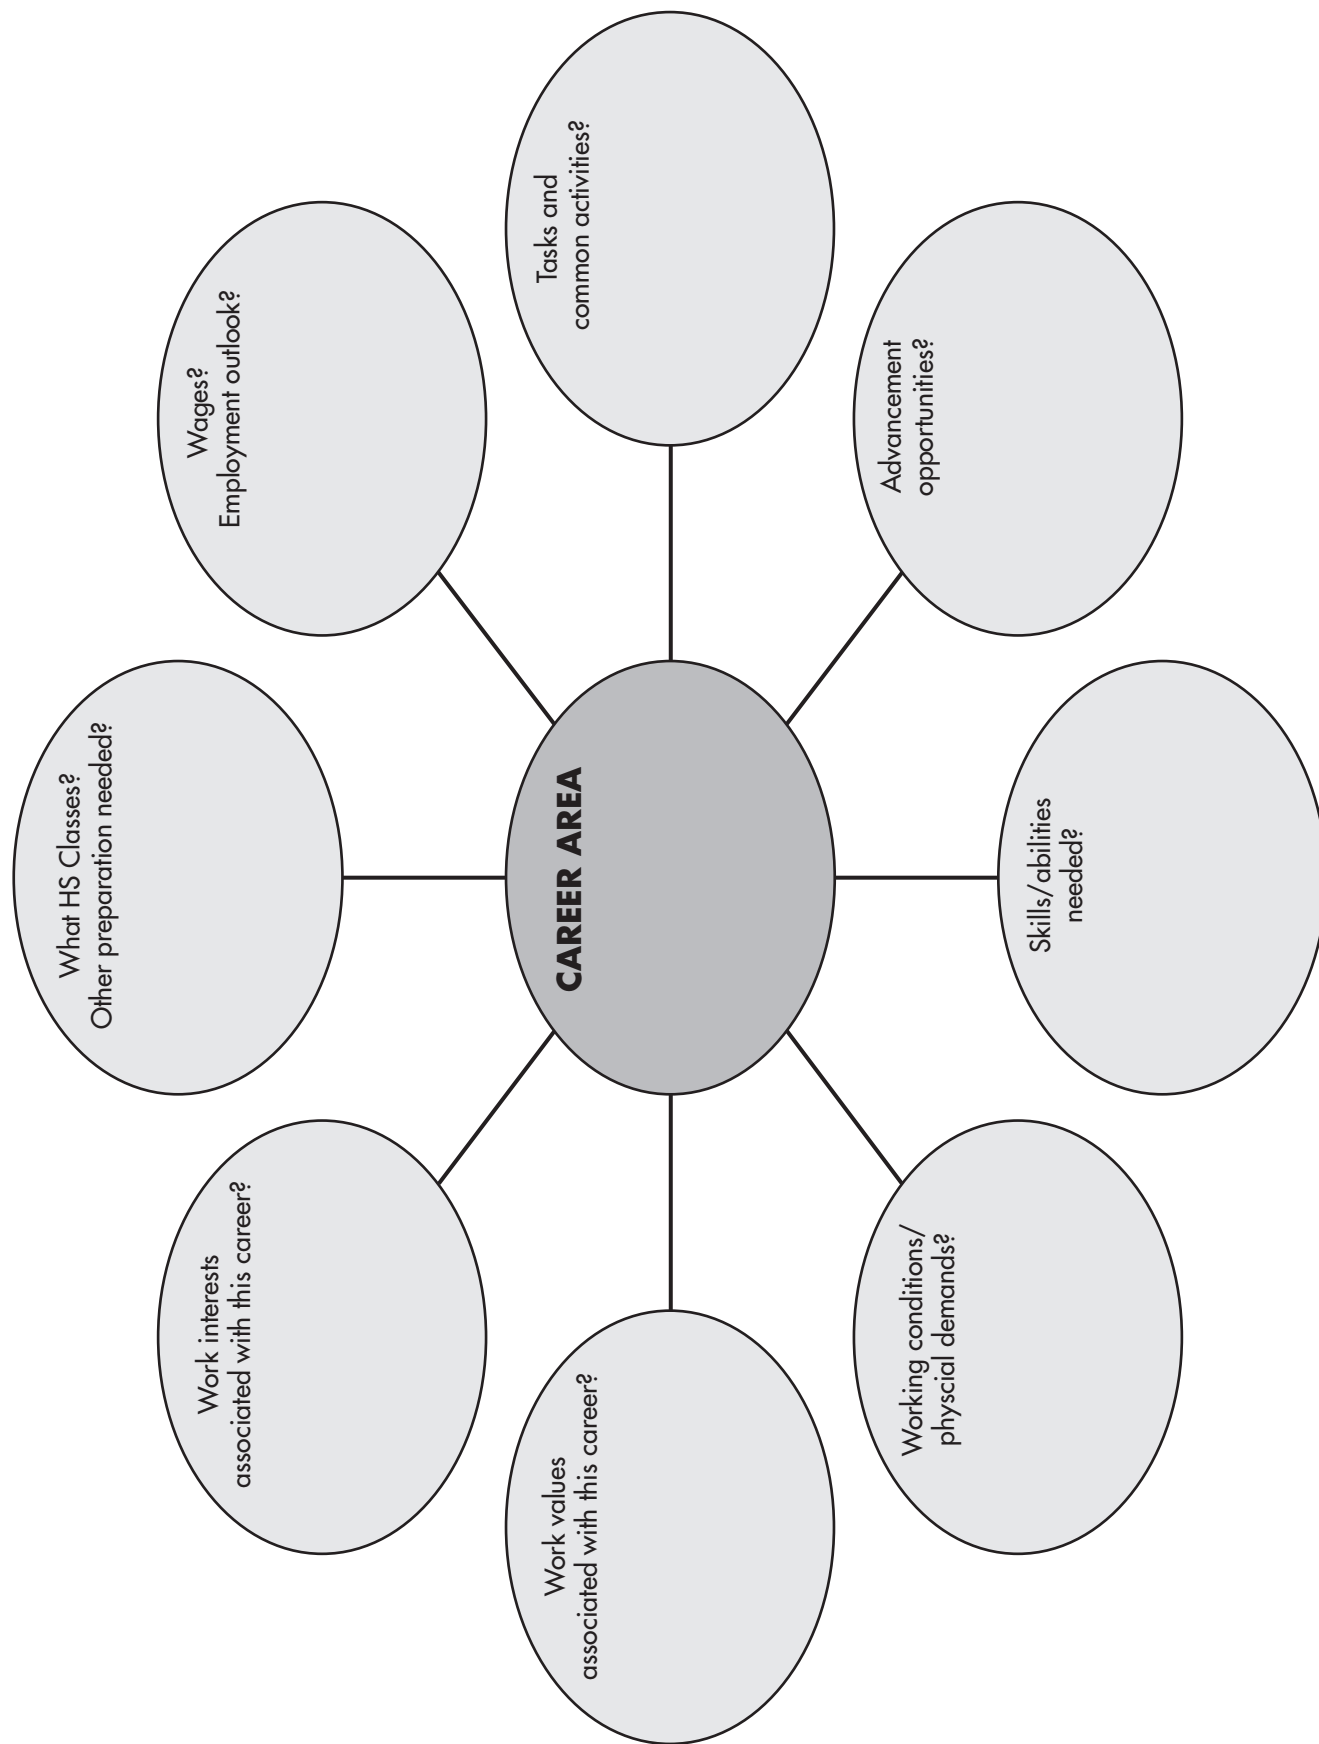 What HS Classes?
Other preparation needed?
Work interests
associated with this career?
Wages?
Employment outlook?
Work values
associated with this career?
CAREER AREA
Tasks and
common activities?
Working conditions/
physcial demands?
Advancement
opportunities?
Skills/abilities
needed?